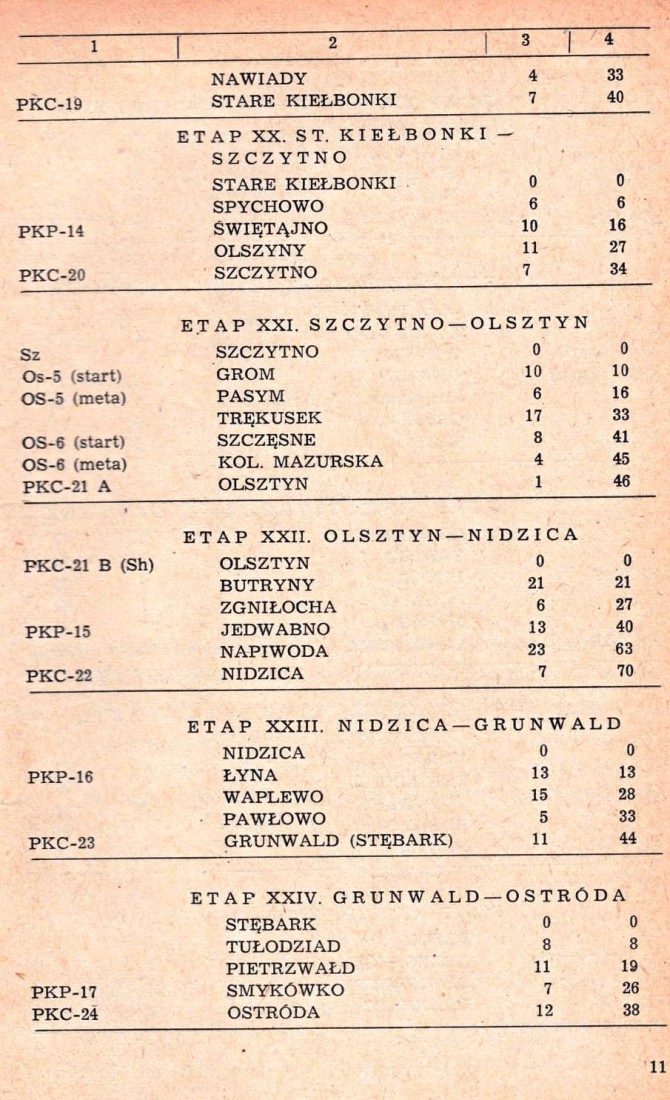 1 2 3 4
NAWIADY 4 33
PKC-19 STARE KIEŁBONKI 7 40
ETAP XX. ST. KIEŁBONKI —
SZCZYTNO
STARE KIEŁBONKI 0 0
SPYCHOWO 6 6
PKP-14 ŚWIĘTĄJNO 10 16
OLSZYNY 11 27
PKC-20 SZCZYTNO 7 34
ETAP XXI. SZCZYTNO—OLSZTYN
Sz SZCZYTNO 0 0
Os-5 (start) GROM 10 10
OS-5 (meta) PASYM 6 16
TRĘKUSEK 17 33
OS-6 (start) SZCZĘSNE 8 41
OS-6 (meta) KOL. MAZURSKA 4 45
PKC-21 A OLSZTYN 1 46
ETAP XXII. OLSZTYN—NIDZICA
PKC-21 B (Sh) OLSZTYN 0 0
BUTRYNY 21 21
ZGNIŁOCHA 6 27
PKP-15 JEDWABNO 13 40
NAPIWODA 23 63
PKC-22 NIDZICA 7 70
ETAP XXIII. NIDZICA—GRUNWALD
NIDZICA 0 0
PKP-16 ŁYNA 13 13
WAPLEWO 15 28
PAWŁOWO 5 33
PKC-23 GRUNWALD (STĘBARK) 11 44
ETAP XXIV. GRUNWALD—OSTRÓDA
STĘBARK 0 0
TUŁODZIAD 8 8
PIETRZWAŁD 11 19
PKP-17 SMYKÓWKO 7 26
PKC-24 OSTRÓDA 12 38
11